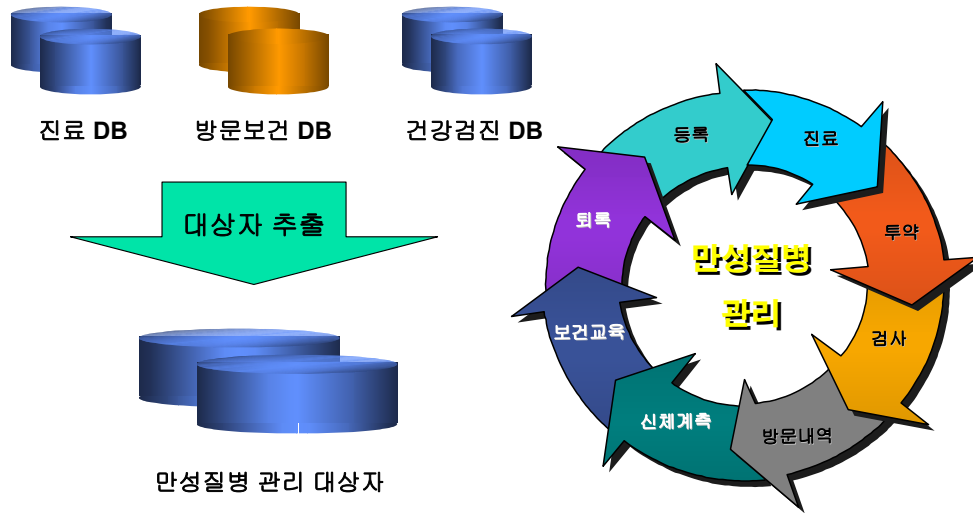 진료 DB
방문보건 DB
건강검진 DB
대상자 추출
만성질병 관리 대상자
만성질병
관리
등록
진료
투약
검사
방문내역
신체계측
보건교육
퇴록